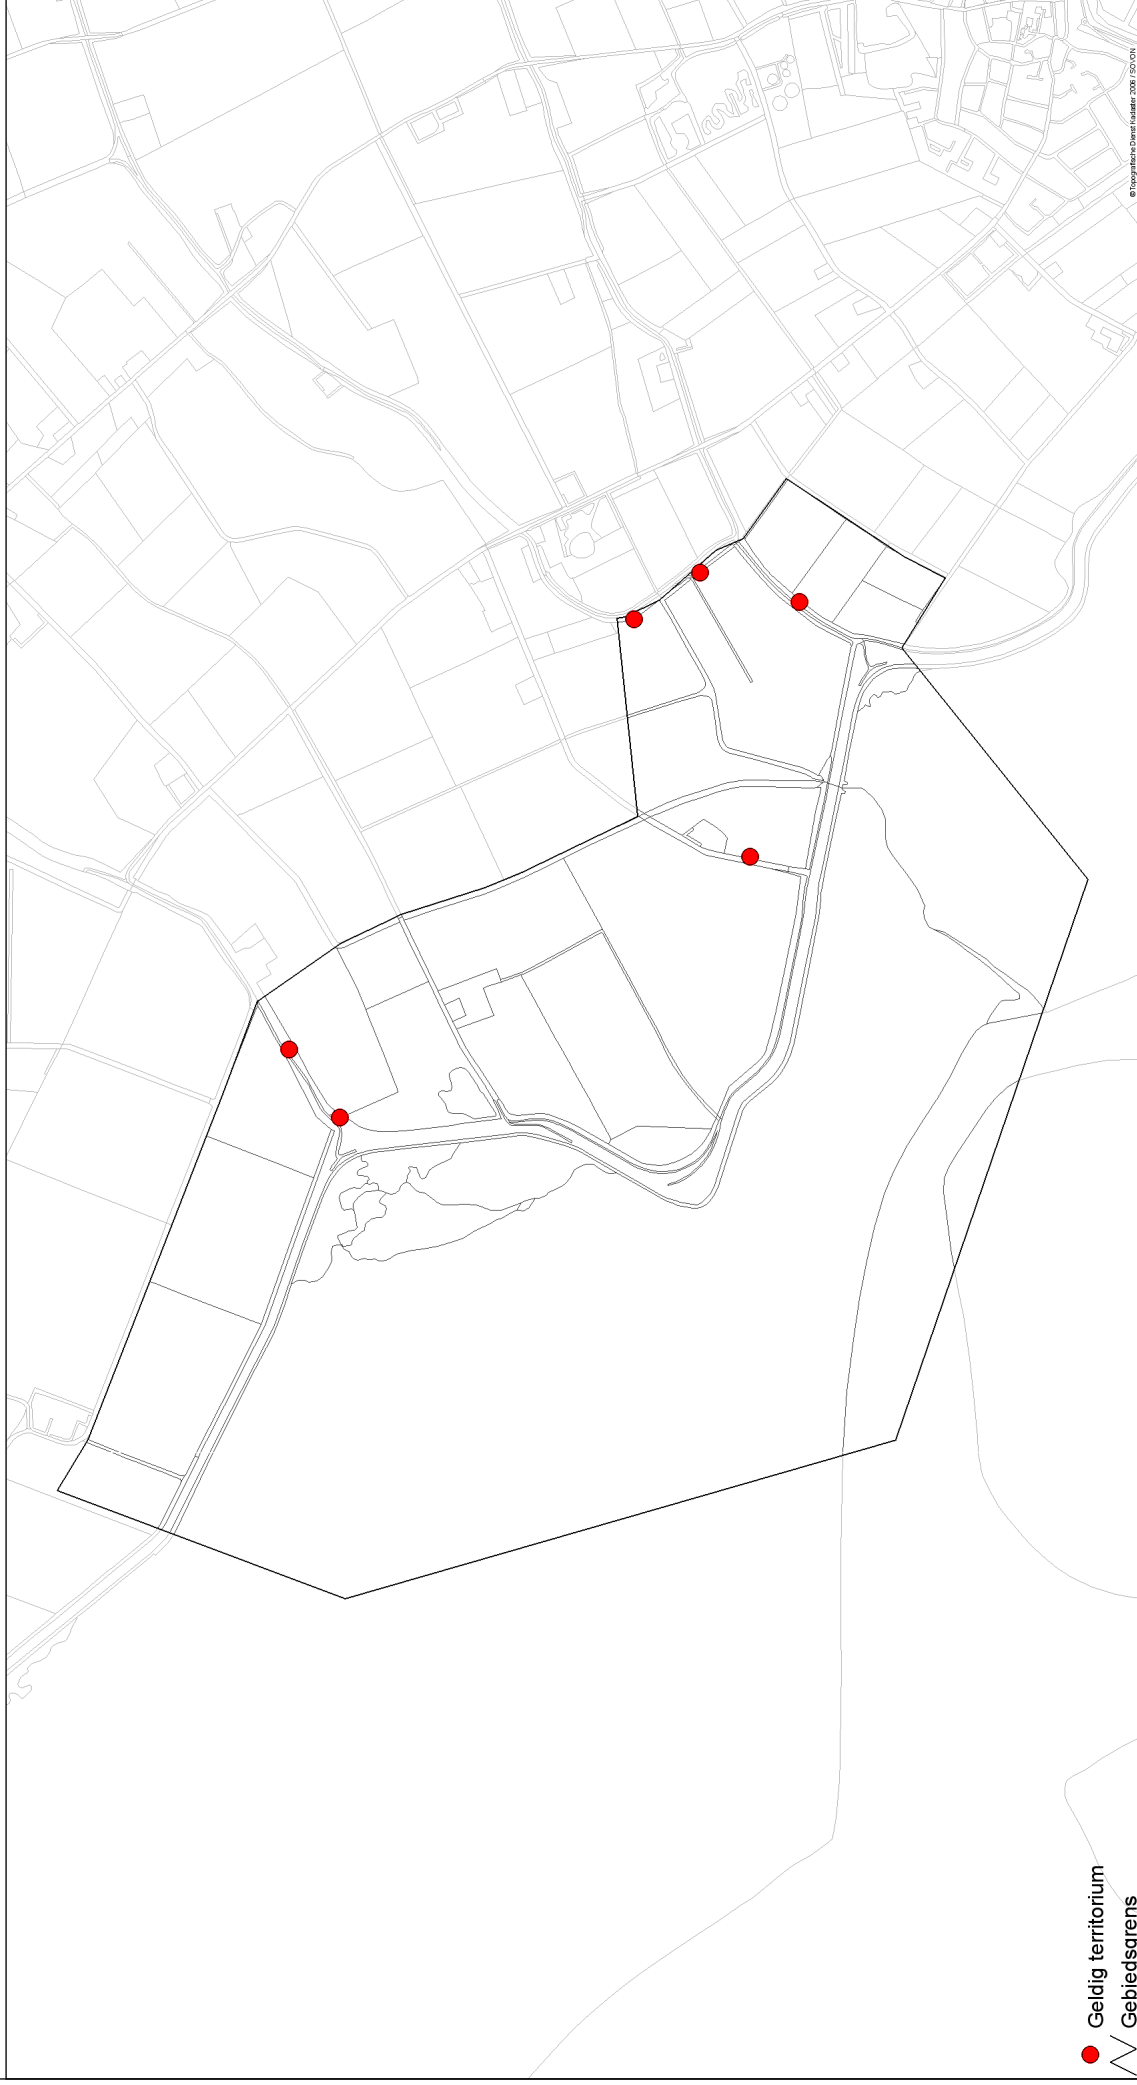 © Topografische Dienst Kadaster 2006 / SOVON
Geldig territorium
Gebiedsgrens